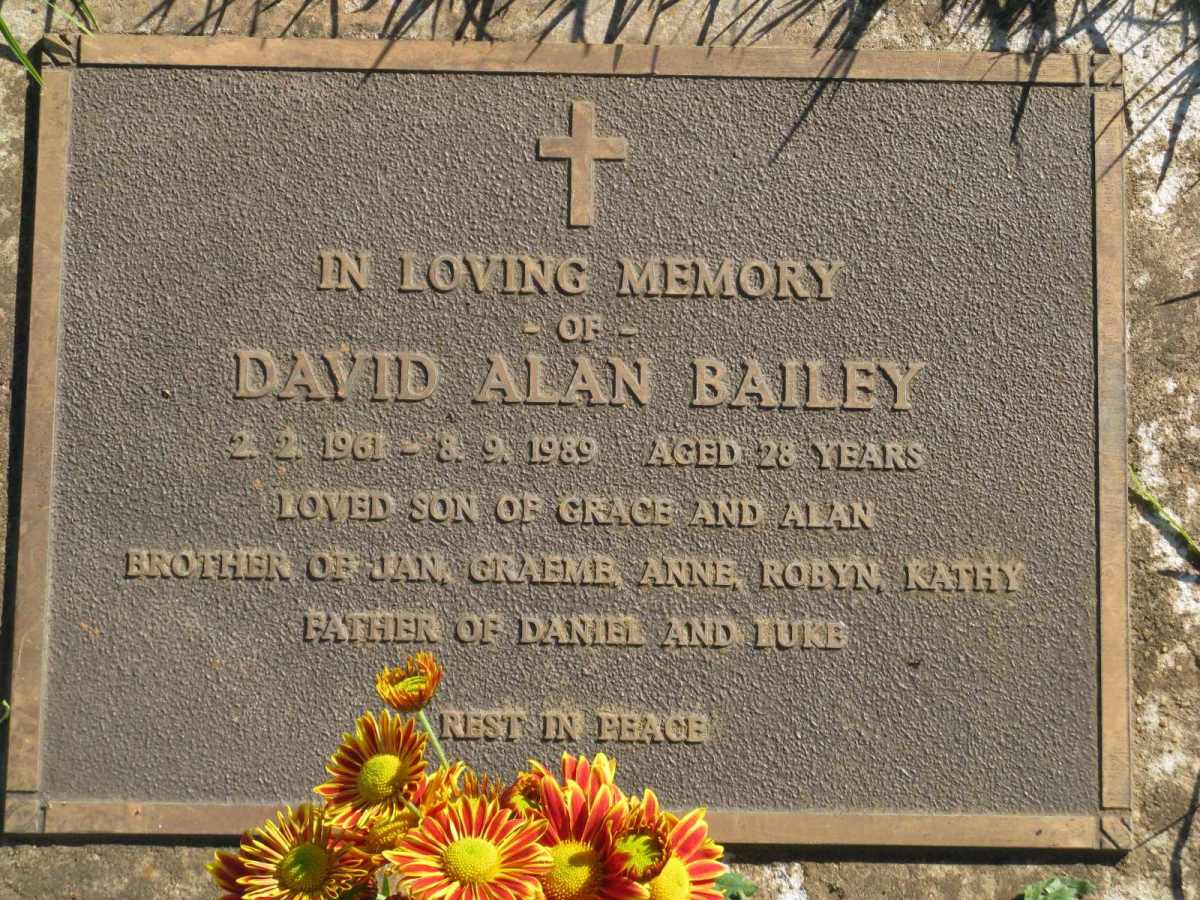 IN LOVING MEMORY
- OF -
DAVID ALAN BAILEY
2. 2. 1961 - 8. 9. 1989 AGED 28 YEARS
LOVED SON OF GRACE AND ALAN
BROTHER OF JAN, GRAEME, ANNE, ROBYN, KATHY
FATHER OF DANIEL AND LUKE
REST IN PEACE